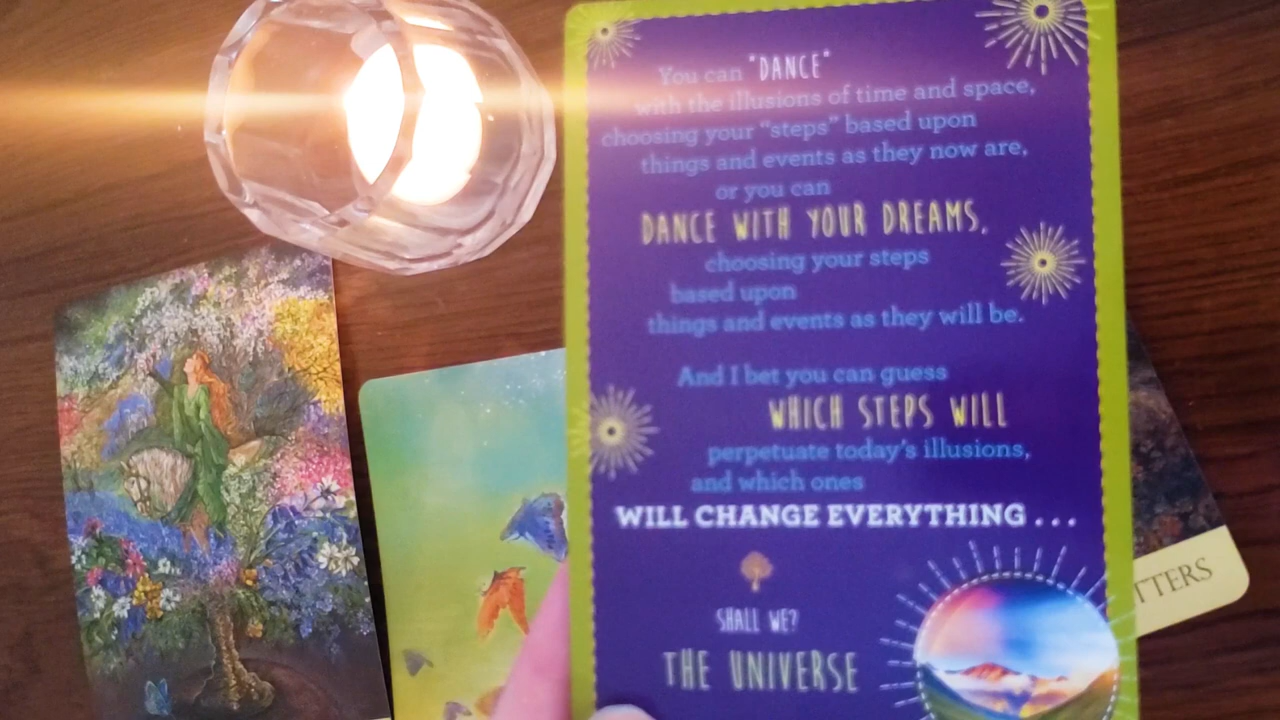 You can "DANCE"
with the illusions of time and space,
choosing your "steps" based upon
things and events as they now are,
or you can
DANCE WITH YOUR DREAMS,
choosing your steps
based upon
things and events as they will be.
And I bet you can guess
WHICH STEPS WILL
perpetuate today's illusions,
and which ones
WILL CHANGE EVERYTHING . . .
SHALL WE?
THE UNIVERSE
TTERS